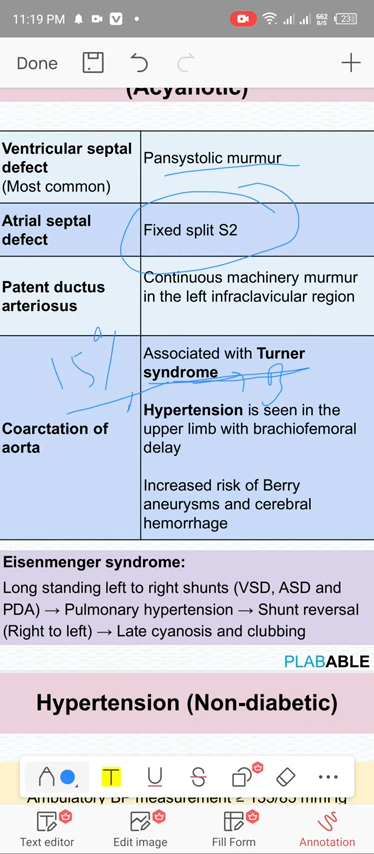 11:19 PM
662 B/S
23
Done
(Acyanotic)
Ventricular septal
defect
(Most common)
Pansystolic murmur
Atrial septal
defect
Fixed split S2
Patent ductus
arteriosus
Continuous machinery murmur
in the left infraclavicular region
15%
Coarctation of
aorta
Associated with Turner
syndrome
Hypertension is seen in the
upper limb with brachiofemoral
delay
Increased risk of Berry
aneurysms and cerebral
hemorrhage
Eisenmenger syndrome:
Long standing left to right shunts (VSD, ASD and
PDA) → Pulmonary hypertension → Shunt reversal
(Right to left) → Late cyanosis and clubbing
PLABABLE
Hypertension (Non-diabetic)
Ambulatory BP measurement ≥ 135/85 mmHg
Text editor
Edit image
Fill Form
Annotation